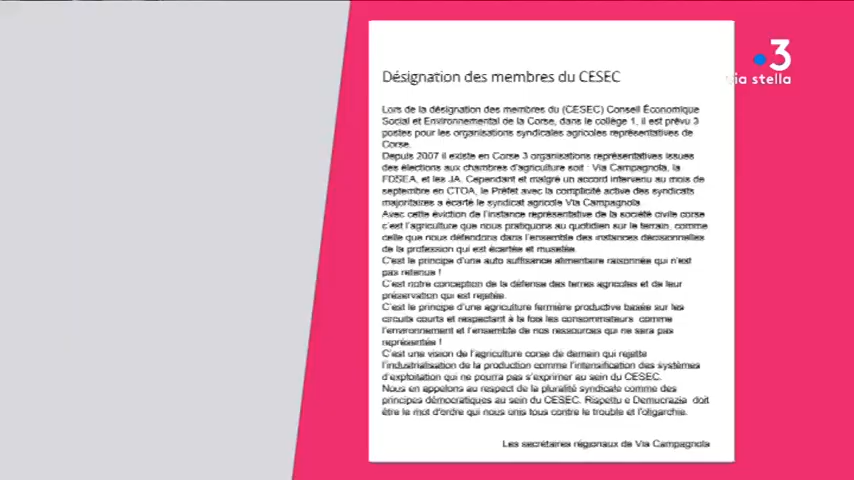 3
via stella
Désignation des membres du CESEC
Lors de la désignation des membres du (CESEC) Conseil Économique
Social et Environnemental de la Corse, dans le collège 1, il est prévu 3
postes pour les organisations syndicales agricoles représentatives de
Corse.
Depuis 2007 il existe en Corse 3 organisations représentatives issues
des élections aux chambres d'agriculture soit : Via Campagnola, la
FDSEA, et les JA. Cependant et malgré un accord intervenu au mois de
septembre en CTOA, le Préfet avec la complicité active des syndicats
majoritaires a écarté le syndicat agricole Via Campagnola
Avec cette éviction de l'instance représentative de la société civile corse
c'est l'agriculture que nous pratiquons au quotidien sur le terrain, comme
celle que nous défendons dans l'ensemble des instances décisionnelles
de la profession qui est écartée et muselée.
C'est le principe d'une auto suffisance alimentaire raisonnée qui n'est
pas retenue !
C'est notre conception de la défense des terres agricoles et de leur
préservation qui est rejetée.
C'est le principe d'une agriculture fermière productive basée sur les
circuits courts et respectant à la fois les consommateurs comme
l'environnement et l'ensemble de nos ressources qui ne sera pas
représentée !
C'est une vision de l'agriculture corse de demain qui rejette
l'industrialisation de la production comme l'intensification des systèmes
d'exploitation qui ne pourra pas s'exprimer au sein du CESEC.
Nous en appelons au respect de la pluralité syndicale comme des
principes démocratiques au sein du CESEC. Rispettu e Demucrazia doit
être le mot d'ordre qui nous unis tous contre le trouble et l'oligarchie.
Les secrétaires régionaux de Via Campagnola